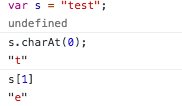 var s = "test";
undefined
s.charAt(0);
"t"
s[1]
"e"